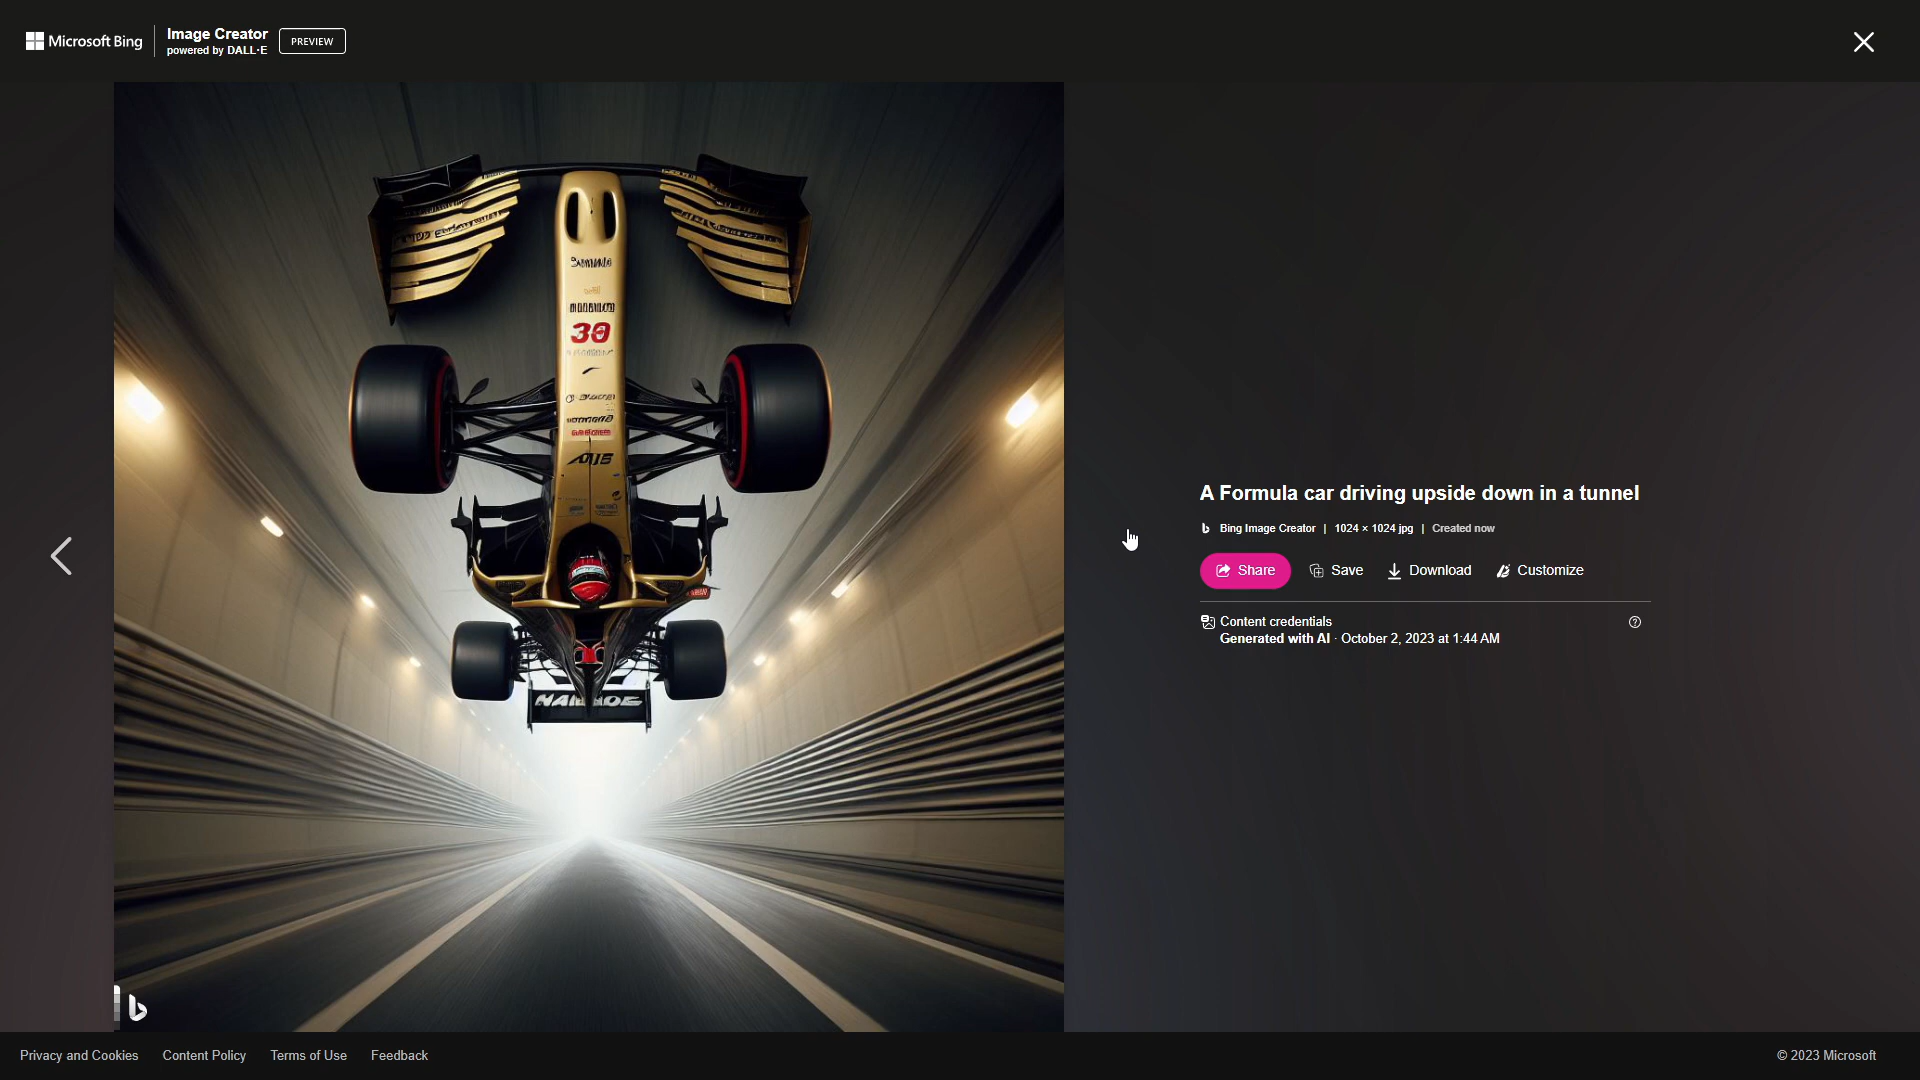 Microsoft Bing
Image Creator
powered by DALL·E
PREVIEW
30
A Formula car driving upside down in a tunnel
Bing Image Creator | 1024 × 1024 jpg | Created now
Share
Save
Download
Customize
Content credentials
Generated with AI · October 2, 2023 at 1:44 AM
Privacy and Cookies
Content Policy
Terms of Use
Feedback
© 2023 Microsoft